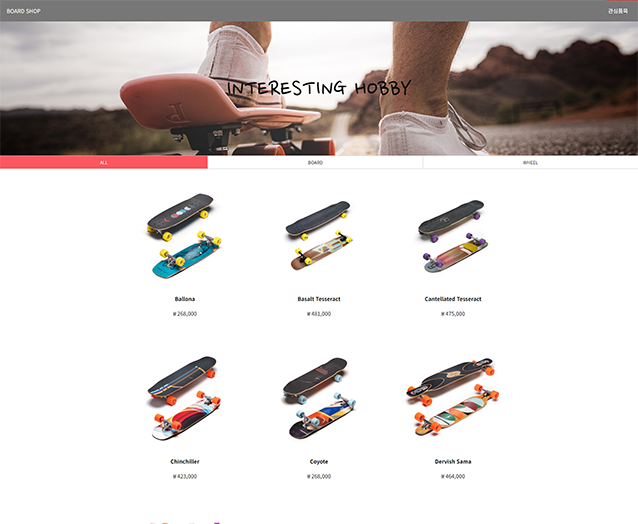 BOARD SHOP
관심품목
INTERESTING HOBBY
ALL
BOARD
WHEEL
Ballona
Basalt Tesseract
Cantellated Tesseract
₩268,000
₩481,000
₩475,000
Chinchiller
Coyote
Dervish Sama
₩423,000
₩268,000
₩464,000